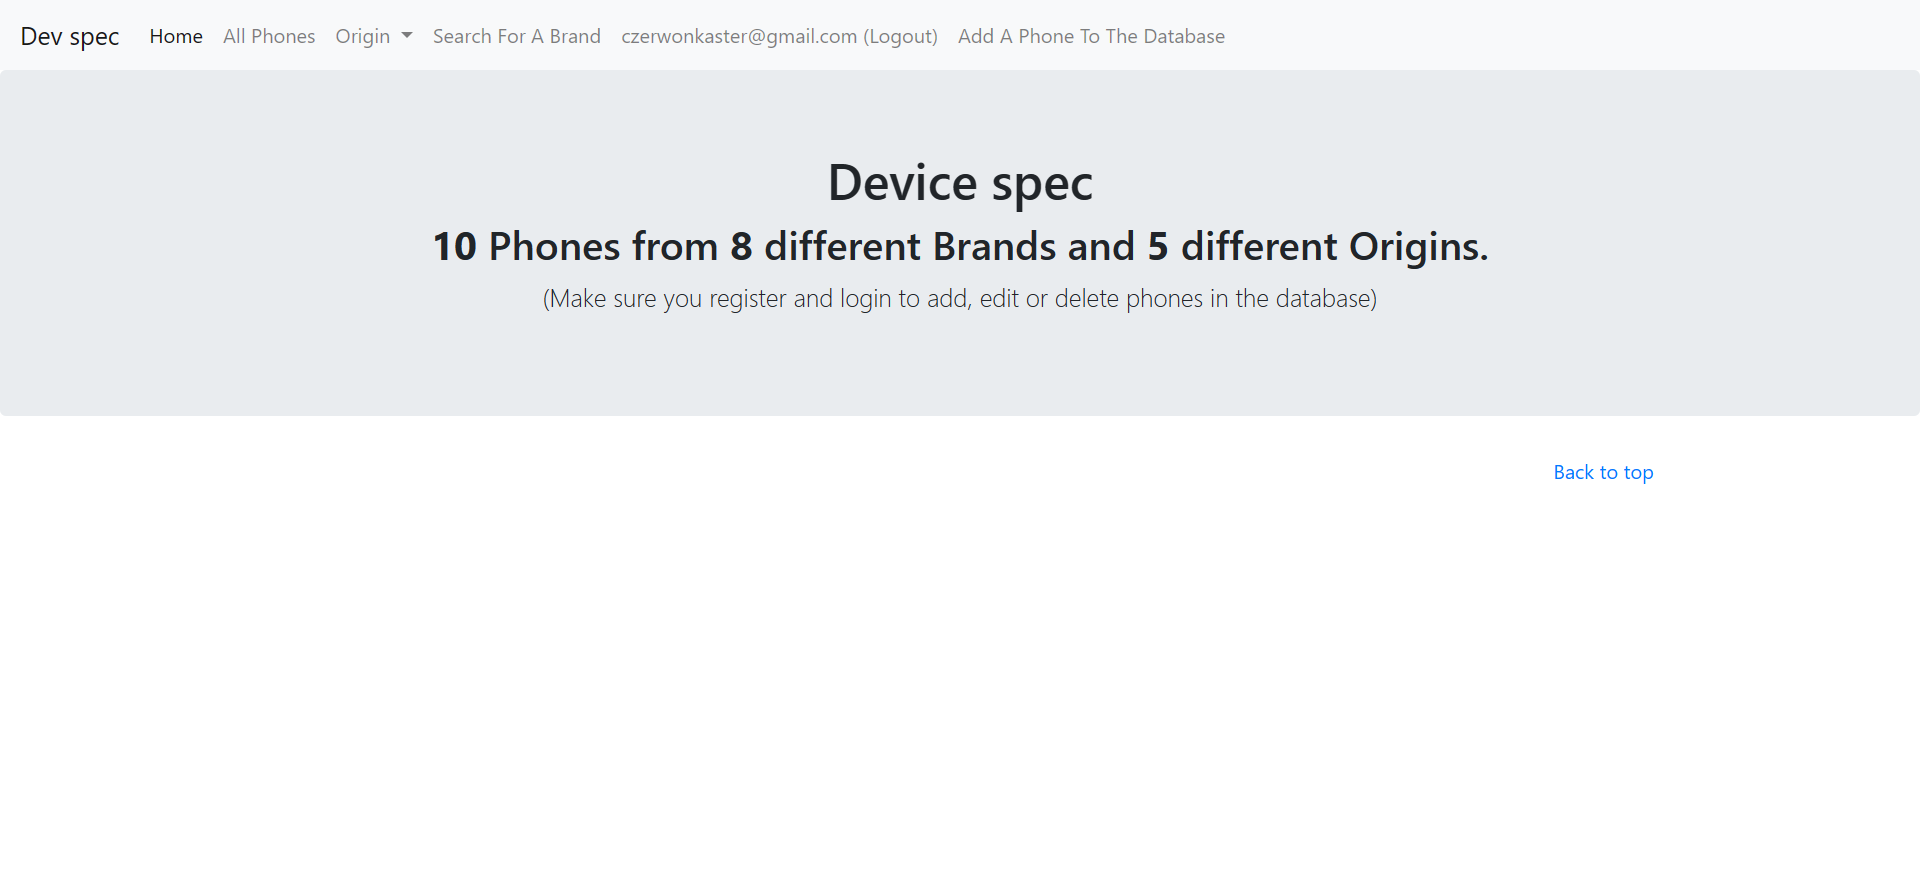 Dev spec Home All Phones Origin Search For A Brand czerwonkaster@gmail.com (Logout) Add A Phone To The Database
Device spec
10 Phones from 8 different Brands and 5 different Origins.
(Make sure you register and login to add, edit or delete phones in the database)
Back to top